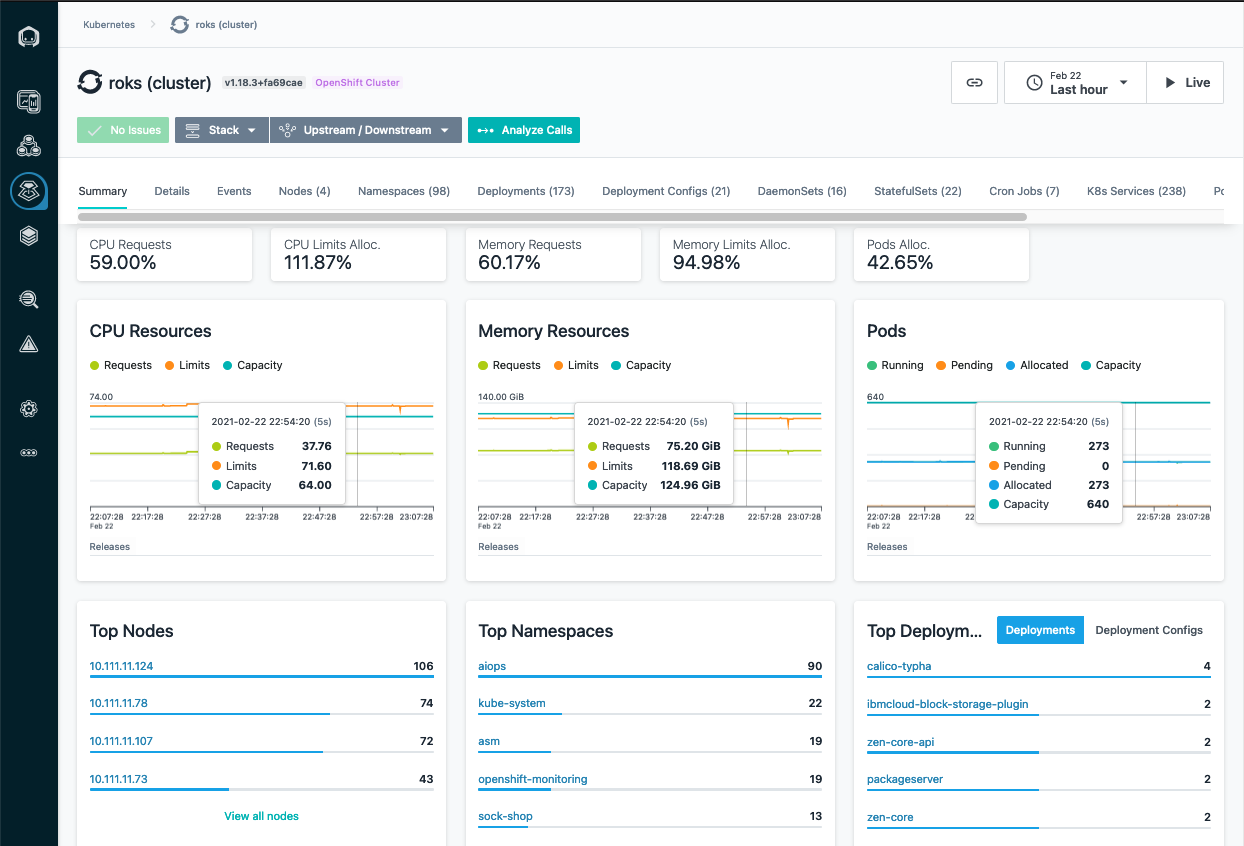 Kubernetes roks (cluster)
roks (cluster) v1.18.3+fa69cae OpenShift Cluster
Feb 22
Last hour
Live
No Issues Stack Upstream / Downstream Analyze Calls
Summary Details Events Nodes (4) Namespaces (98) Deployments (173) Deployment Configs (21) DaemonSets (16) StatefulSets (22) Cron Jobs (7) K8s Services (238) Po
CPU Requests
59.00%
CPU Limits Alloc.
111.87%
Memory Requests
60.17%
Memory Limits Alloc.
94.98%
Pods Alloc.
42.65%
CPU Resources
Requests Limits Capacity
74.00
2021-02-22 22:54:20 (5s)
Requests 37.76
Limits 71.60
Capacity 64.00
22:07:28 22:17:28 22:27:28 22:37:28 22:47:28 22:57:28 23:07:28
Feb 22
Releases
Memory Resources
Requests Limits Capacity
140.00 GiB
2021-02-22 22:54:20 (5s)
Requests 75.20 GiB
Limits 118.69 GiB
Capacity 124.96 GiB
22:07:28 22:17:28 22:27:28 22:37:28 22:47:28 22:57:28 23:07:28
Feb 22
Releases
Pods
Running Pending Allocated Capacity
640
2021-02-22 22:54:20 (5s)
Running 273
Pending 0
Allocated 273
Capacity 640
22:07:28 22:17:28 22 22:57:28 23:07:28
Feb 22
Releases
Top Nodes
10.111.11.124 106
10.111.11.78 74
10.111.11.107 72
10.111.11.73 43
View all nodes
Top Namespaces
aiops 90
kube-system 22
asm 19
openshift-monitoring 19
sock-shop 13
Top Deploym... Deployments Deployment Configs
calico-typha 4
ibmcloud-block-storage-plugin 2
zen-core-api 2
packageserver 2
zen-core 2